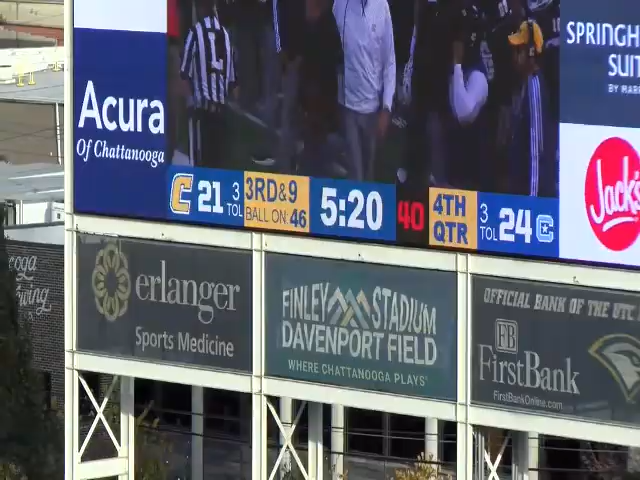 SPRINGH
SUIT
BY MARR
Acura
Of Chattanooga
C 21 3 TOL 3RD&9 BALL ON: 46 5:20 40 4TH QTR 3 TOL 24 C
Jack's
erlanger
Sports Medicine
FINLEY STADIUM
DAVENPORT FIELD
WHERE CHATTANOOGA PLAYS
OFFICIAL BANK OF THE UTC
FB
FirstBank
FirstBankOnline.com